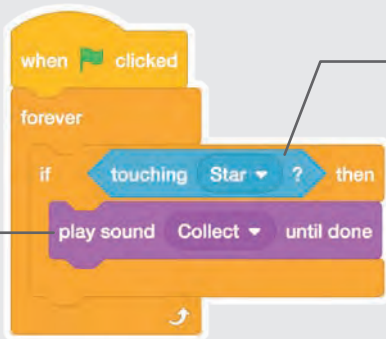 when clicked
forever
if touching Star ? then
play sound Collect until done